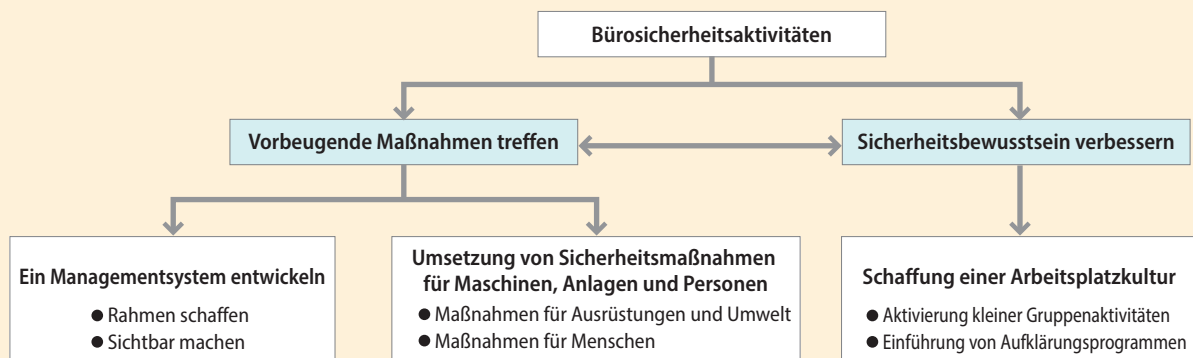 Bürosicherheitsaktivitäten
Vorbeugende Maßnahmen treffen
Sicherheitsbewusstsein verbessern
Ein Managementsystem entwickeln
● Rahmen schaffen
● Sichtbar machen
Umsetzung von Sicherheitsmaßnahmen
für Maschinen, Anlagen und Personen
● Maßnahmen für Ausrüstungen und Umwelt
● Maßnahmen für Menschen
Schaffung einer Arbeitsplatzkultur
● Aktivierung kleiner Gruppenaktivitäten
● Einführung von Aufklärungsprogrammen